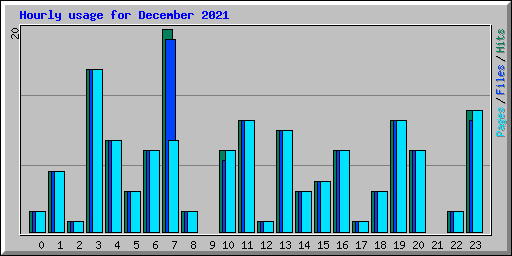 Hourly usage for December 2021
20
Pages/Files/Hits
0 1 2 3 4 5 6 7 8 9 10 11 12 13 14 15 16 17 18 19 20 21 22 23